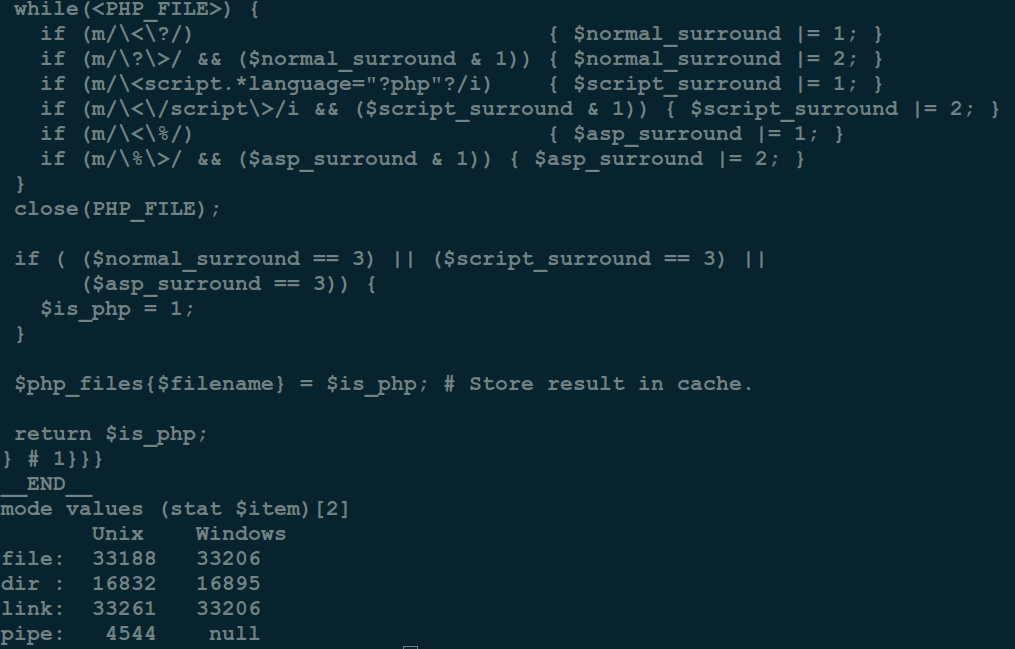 while(<PHP_FILE>) {
if (m/\<\?/) { $normal_surround |= 1; }
if (m/\?\>/ && ($normal_surround & 1)) { $normal_surround |= 2; }
if (m/\<script.*language="?php"?/i) { $script_surround |= 1; }
if (m/\<\/script\>/i && ($script_surround & 1)) { $script_surround |= 2; }
if (m/\<\%/) { $asp_surround |= 1; }
if (m/\%\>/ && ($asp_surround & 1)) { $asp_surround |= 2; }
}
close(PHP_FILE);
if ( ($normal_surround == 3) || ($script_surround == 3) ||
($asp_surround == 3)) {
$is_php = 1;
}
$php_files{$filename} = $is_php; # Store result in cache.
return $is_php;
} # 1}}}
__END__
mode values (stat $item)[2]
Unix Windows
file: 33188 33206
dir : 16832 16895
link: 33261 33206
pipe: 4544 null